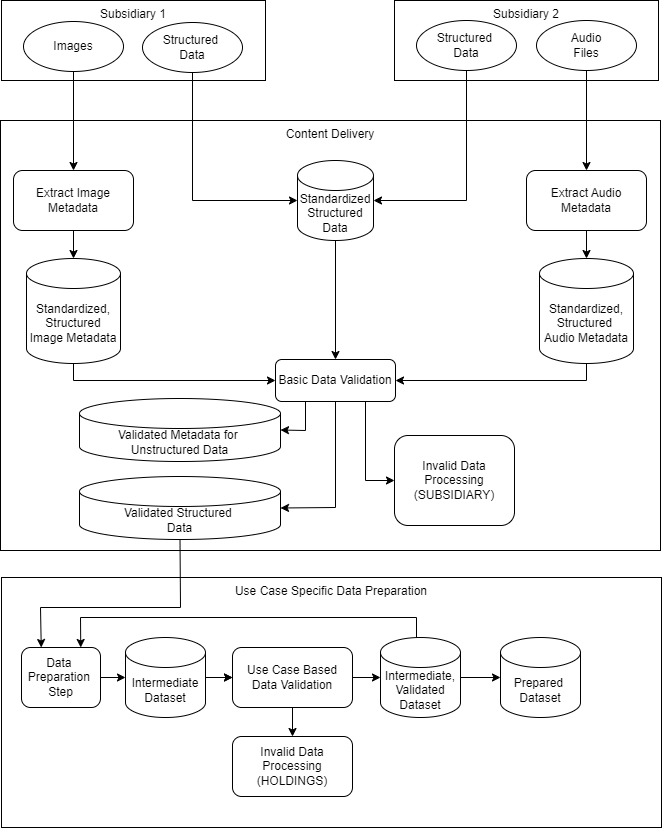 Subsidiary 1
Images
Structured
Data
Subsidiary 2
Structured
Data
Audio
Files
Content Delivery
Extract Image
Metadata
Standardized
Structured
Data
Extract Audio
Metadata
Standardized,
Structured
Image Metadata
Standardized,
Structured
Audio Metadata
Basic Data Validation
Validated Metadata for
Unstructured Data
Invalid Data
Processing
(SUBSIDIARY)
Validated Structured
Data
Use Case Specific Data Preparation
Data
Preparation
Step
Intermediate
Dataset
Use Case Based
Data Validation
Intermediate,
Validated
Dataset
Prepared
Dataset
Invalid Data
Processing
(HOLDINGS)